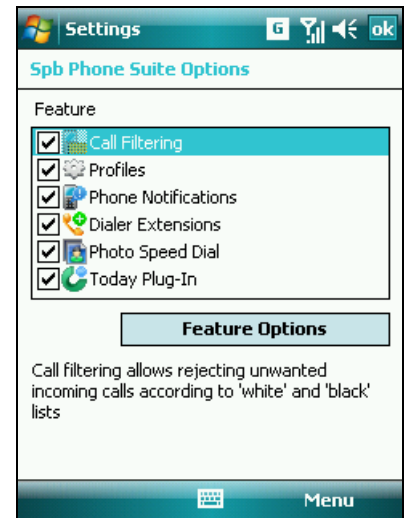 Settings G ok
Spb Phone Suite Options
Feature
Call Filtering
Profiles
Phone Notifications
Dialer Extensions
Photo Speed Dial
Today Plug-In
Feature Options
Call filtering allows rejecting unwanted
incoming calls according to 'white' and 'black'
lists
Menu